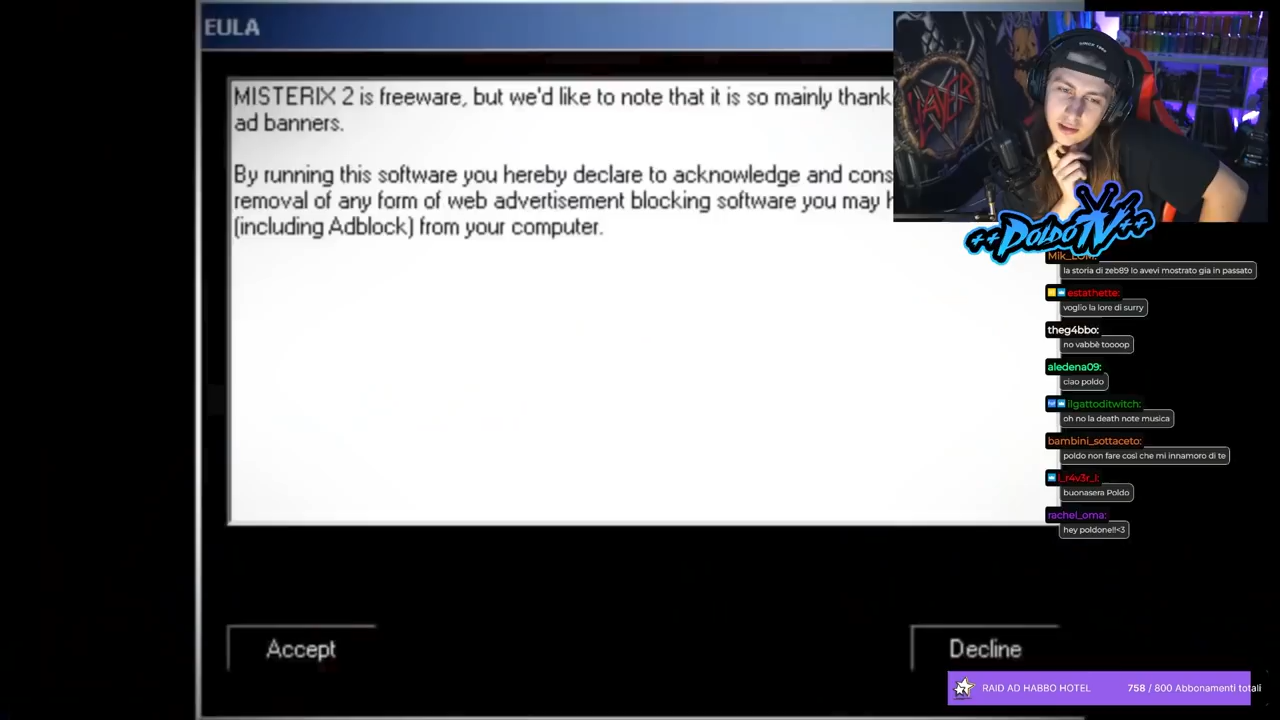 EULA
MISTERIX 2 is freeware, but we'd like to note that it is so mainly thank
ad banners.
By running this software you hereby declare to acknowledge and cons
removal of any form of web advertisement blocking software you may h
(including Adblock) from your computer.
Accept
Decline
SLAYER
++POLDOTV++
Mik_LOM:
la storia di zeb89 lo avevi mostrato gia in passato
estathette:
voglio la lore di surry
theg4bbo:
no vabbè toooop
aledena09:
ciao poldo
ilgattoditwitch:
oh no la death note musica
bambini_sottaceto:
poldo non fare così che mi innamoro di te
l_r4v3r_l:
buonasera Poldo
rachel_oma:
hey poldone!!<3
RAID AD HABBO HOTEL 758 / 800 Abbonamenti totali